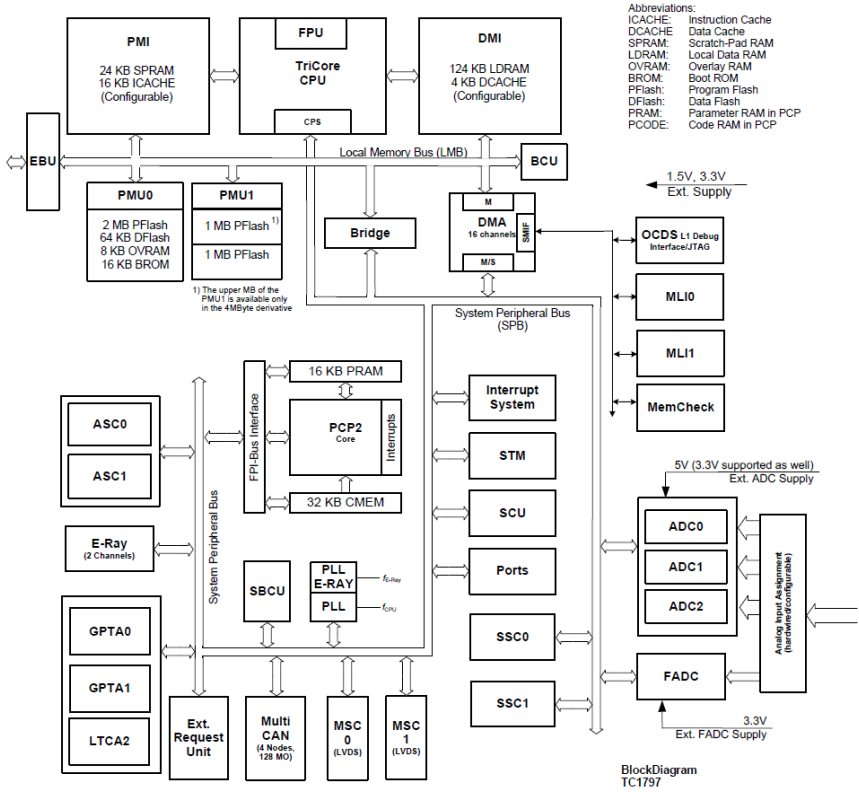 Abbreviations:
ICACHE: Instruction Cache
DCACHE Data Cache
SPRAM: Scratch-Pad RAM
LDRAM: Local Data RAM
OVRAM: Overlay RAM
BROM: Boot ROM
PFlash: Program Flash
DFlash: Data Flash
PRAM: Parameter RAM in PCP
PCODE: Code RAM in PCP
PMI
24 KB SPRAM
16 KB ICACHE
(Configurable)
FPU
TriCore
CPU
CPS
DMI
124 KB LDRAM
4 KB DCACHE
(Configurable)
EBU
Local Memory Bus (LMB)
BCU
1.5V, 3.3V
Ext. Supply
PMU0
2 MB PFlash
64 KB DFlash
8 KB OVRAM
16 KB BROM
PMU1
1 MB PFlash 1)
1 MB PFlash
1) The upper MB of the
PMU1 is available only
in the 4MByte derivative
Bridge
M
DMA
16 channels
SMIF
M/S
OCDS L1 Debug
Interface/JTAG
MLI0
MLI1
MemCheck
System Peripheral Bus
(SPB)
FPI-Bus Interface
16 KB PRAM
PCP2
Core
Interrupts
32 KB CMEM
Interrupt
System
STM
SCU
Ports
SSC0
SSC1
ASC0
ASC1
E-Ray
(2 Channels)
System Peripheral Bus
GPTA0
GPTA1
LTCA2
SBCU
PLL
E-RAY
PLL
fE-Ray
fCPU
Ext.
Request
Unit
Multi
CAN
(4 Nodes,
128 MO)
MSC
0
(LVDS)
MSC
1
(LVDS)
5V (3.3V supported as well)
Ext. ADC Supply
ADC0
ADC1
ADC2
Analog Input Assignment
(hardwired/configurable)
FADC
3.3V
Ext. FADC Supply
BlockDiagram
TC1797